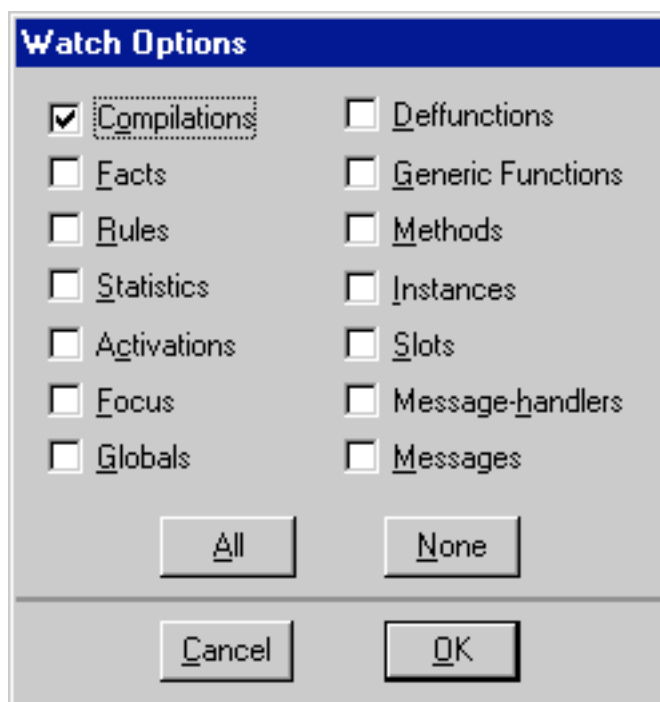 Watch Options
Compilations Deffunctions
Facts Generic Functions
Rules Methods
Statistics Instances
Activations Slots
Focus Message-handlers
Globals Messages
All None
Cancel OK